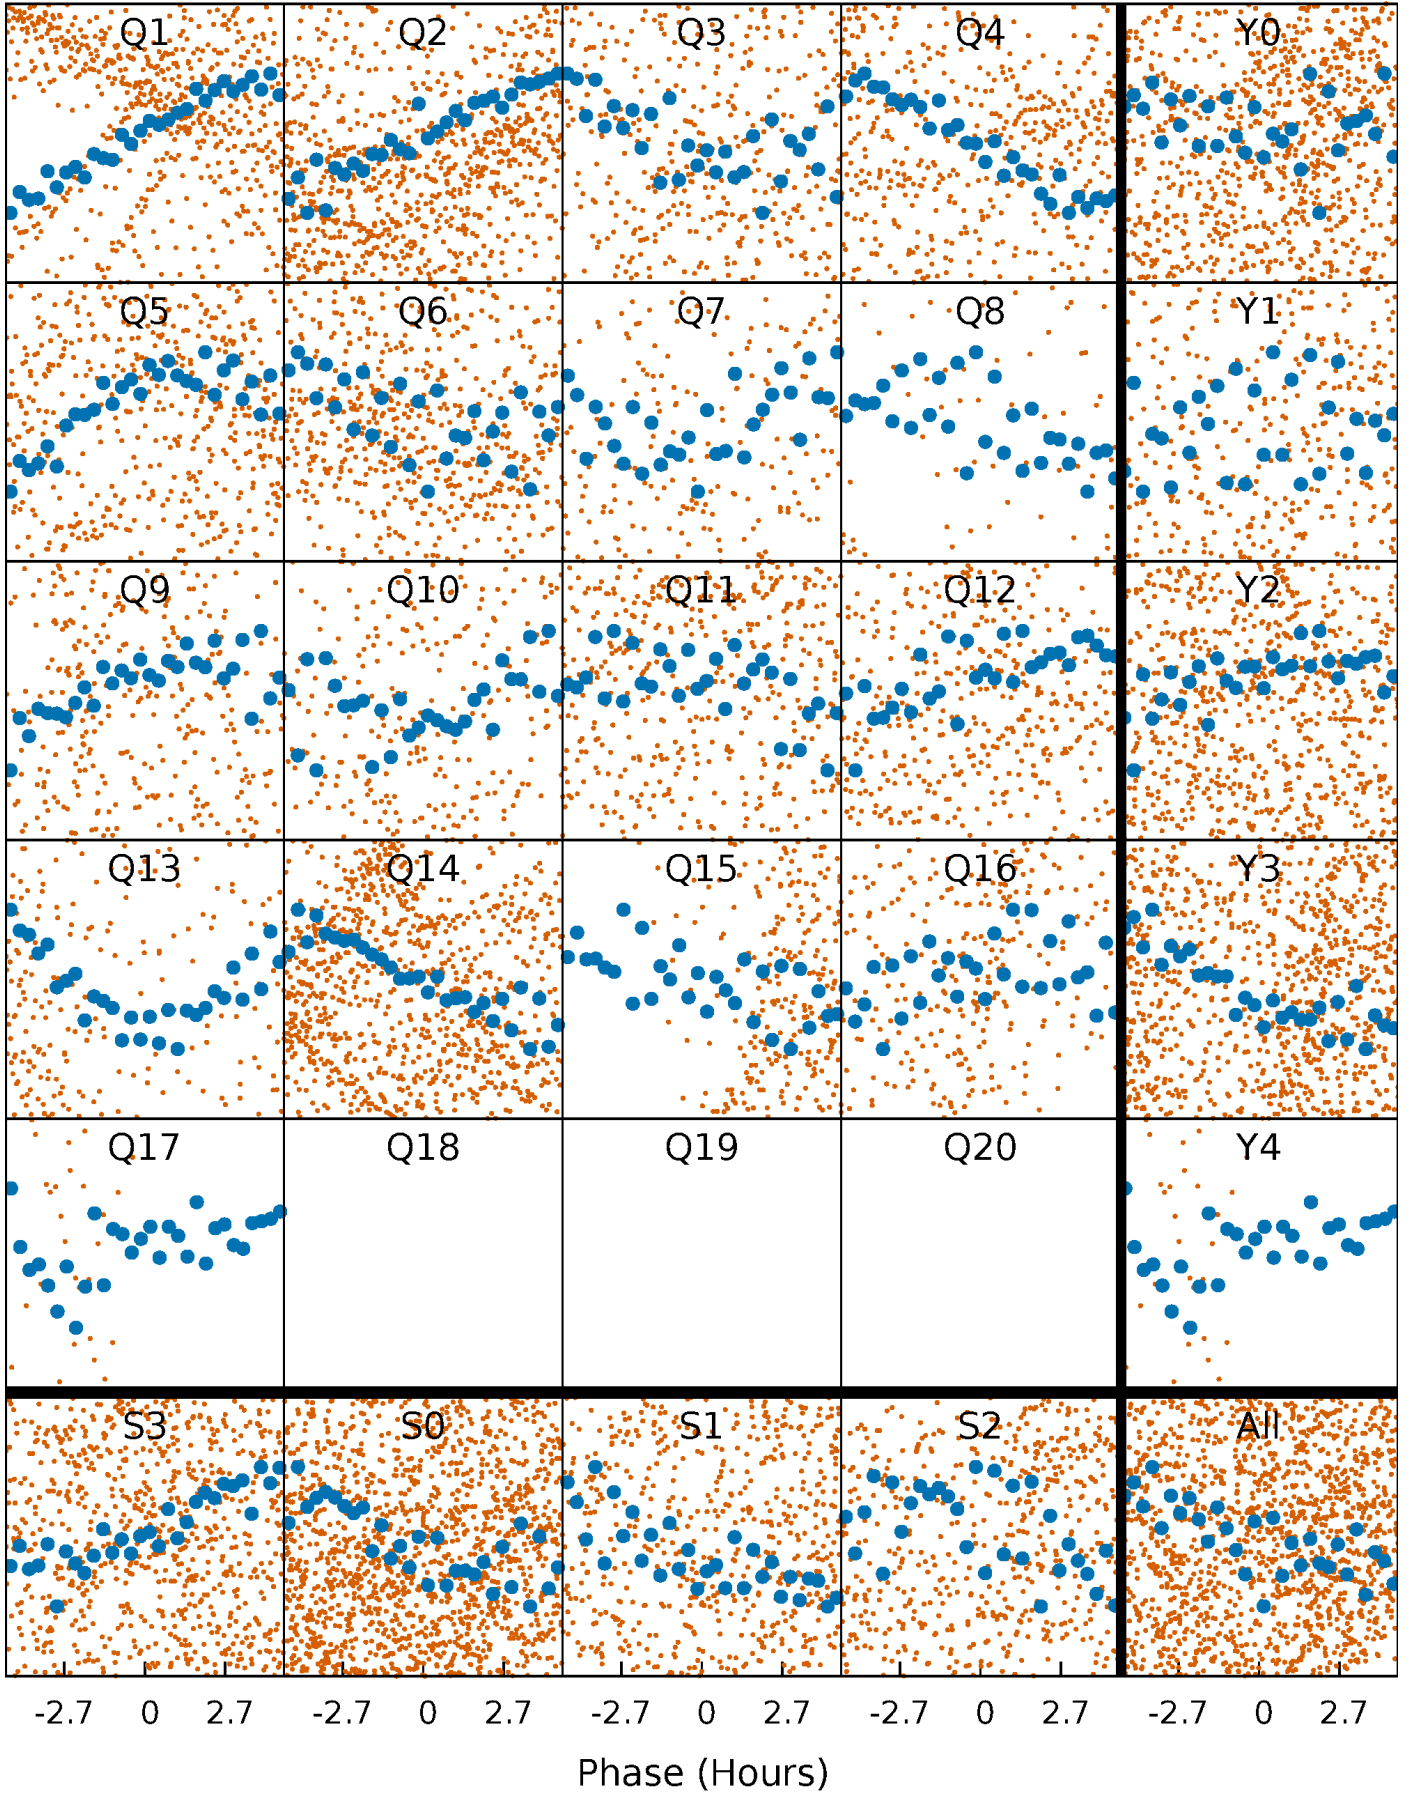 Q1 Q2 Q3 Q4 Y0
Q5 Q6 Q7 Q8 Y1
Q9 Q10 Q11 Q12 Y2
Q13 Q14 Q15 Q16 Y3
Q17 Q18 Q19 Q20 Y4
S3 S0 S1 S2 All
-2.7 0 2.7 -2.7 0 2.7 -2.7 0 2.7 -2.7 0 2.7 -2.7 0 2.7
Phase (Hours)